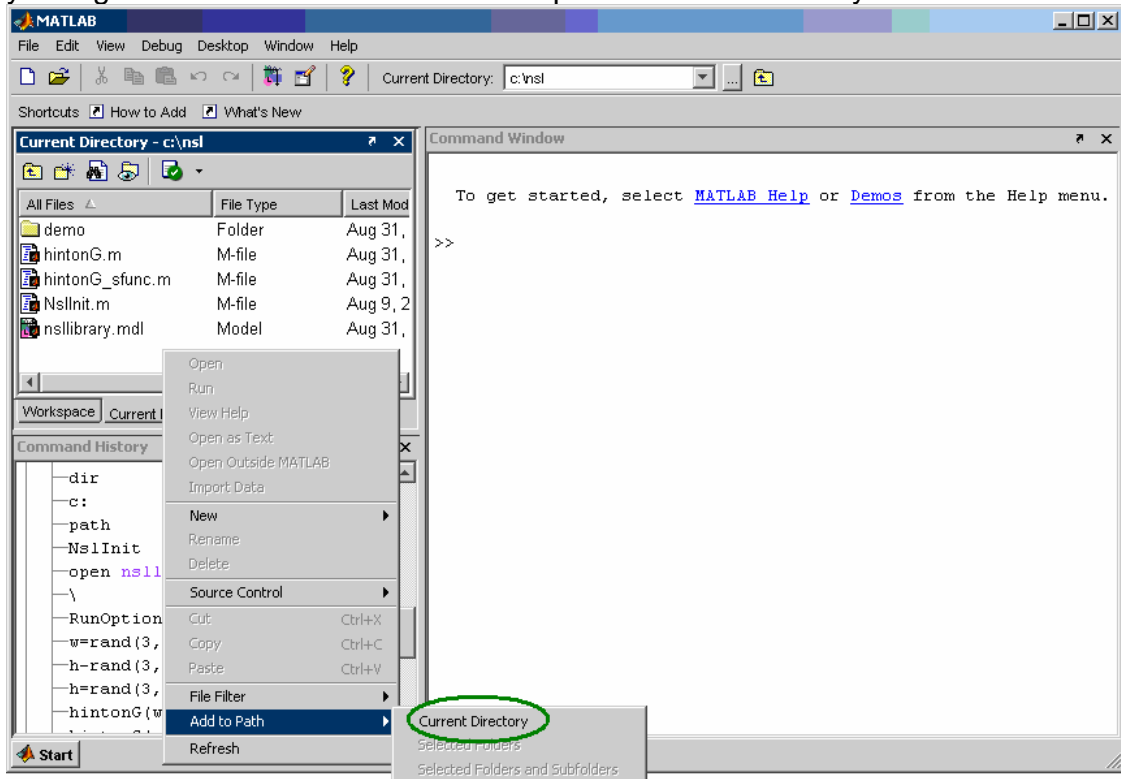 MATLAB
File Edit View Debug Desktop Window Help
Current Directory: c:\nsl
Shortcuts How to Add What's New
Current Directory - c:\nsl
All Files File Type Last Mod
demo Folder Aug 31,
hintonG.m M-file Aug 31,
hintonG_sfunc.m M-file Aug 31,
NslInit.m M-file Aug 9, 2
nsllibrary.mdl Model Aug 31,
Workspace Current
Command History
dir
c:
path
NslInit
open nsll
\
RunOption
w=rand(3,
h-rand(3,
h=rand(3,
hintonG(w
Start
Open
Run
View Help
Open as Text
Open Outside MATLAB
Import Data
New
Rename
Delete
Source Control
Cut Ctrl+X
Copy Ctrl+C
Paste Ctrl+V
File Filter
Add to Path
Refresh
Current Directory
Selected Folders
Selected Folders and Subfolders
Command Window
To get started, select MATLAB Help or Demos from the Help menu.
>>